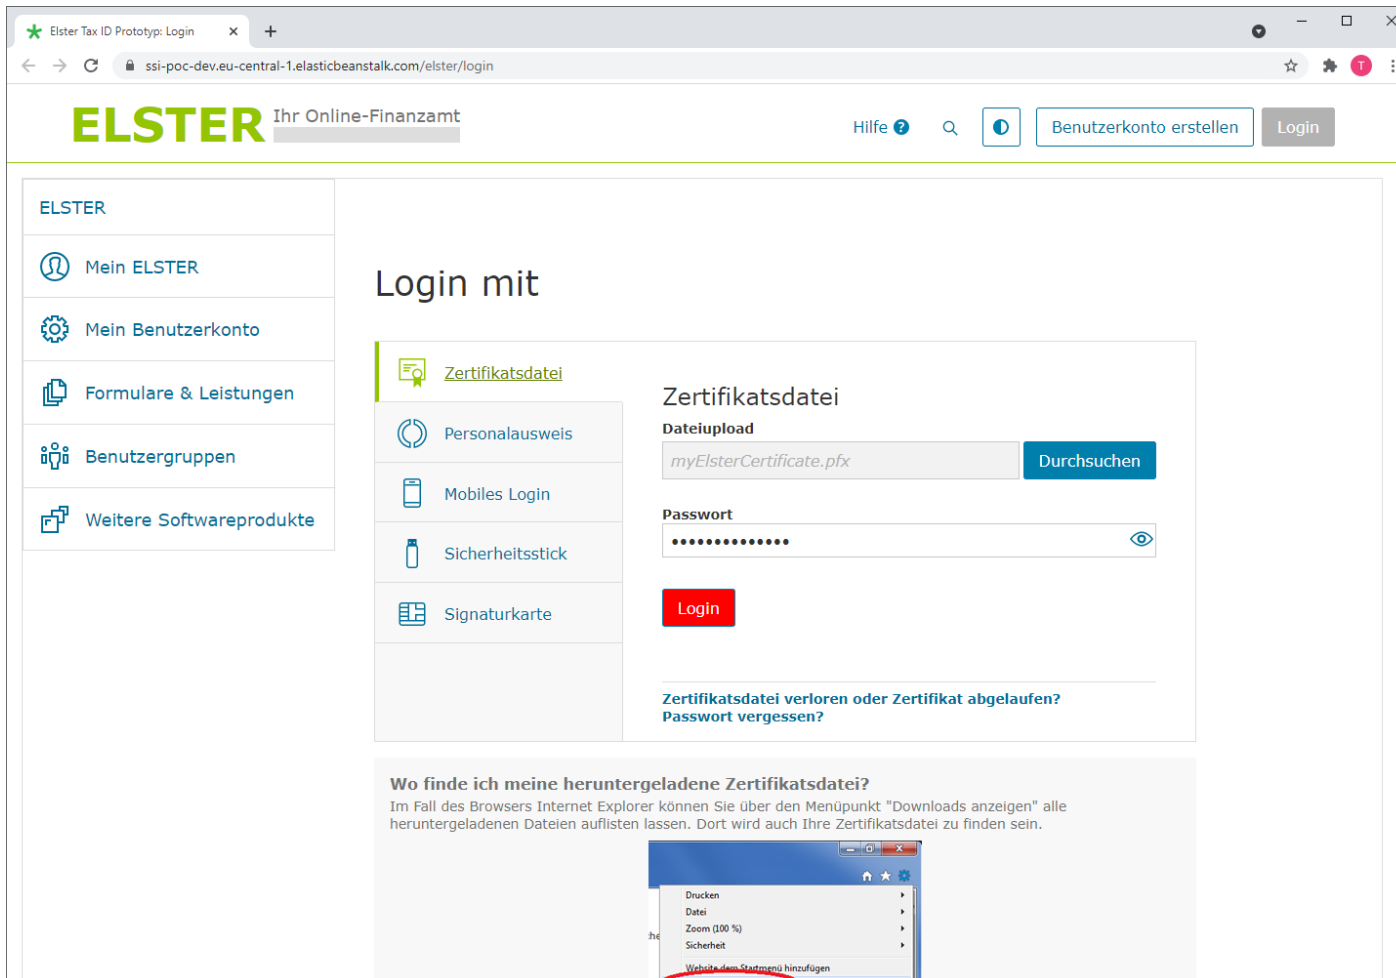 Elster Tax ID Prototyp: Login
ssi-poc-dev.eu-central-1.elasticbeanstalk.com/elster/login
T
ELSTER Ihr Online-Finanzamt
Hilfe ?
Benutzerkonto erstellen
Login
ELSTER
Mein ELSTER
Mein Benutzerkonto
Formulare & Leistungen
Benutzergruppen
Weitere Softwareprodukte
Login mit
Zertifikatsdatei
Personalausweis
Mobiles Login
Sicherheitsstick
Signaturkarte
Zertifikatsdatei
Dateiupload
myElsterCertificate.pfx
Durchsuchen
Passwort
••••••••••••••
Login
Zertifikatsdatei verloren oder Zertifikat abgelaufen?
Passwort vergessen?
Wo finde ich meine heruntergeladene Zertifikatsdatei?
Im Fall des Browsers Internet Explorer können Sie über den Menüpunkt "Downloads anzeigen" alle
heruntergeladenen Dateien auflisten lassen. Dort wird auch Ihre Zertifikatsdatei zu finden sein.
Drucken
Datei
Zoom (100 %)
Sicherheit
Website dem Startmenü hinzufügen